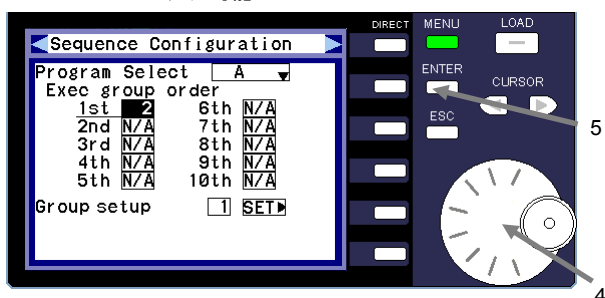 DIRECT MENU LOAD
Sequence Configuration
Program Select A
Exec group order
1st 2 6th N/A
2nd N/A 7th N/A
3rd N/A 8th N/A
4th N/A 9th N/A
5th N/A 10th N/A
Group setup 1 SET
ENTER
CURSOR
ESC
5
4